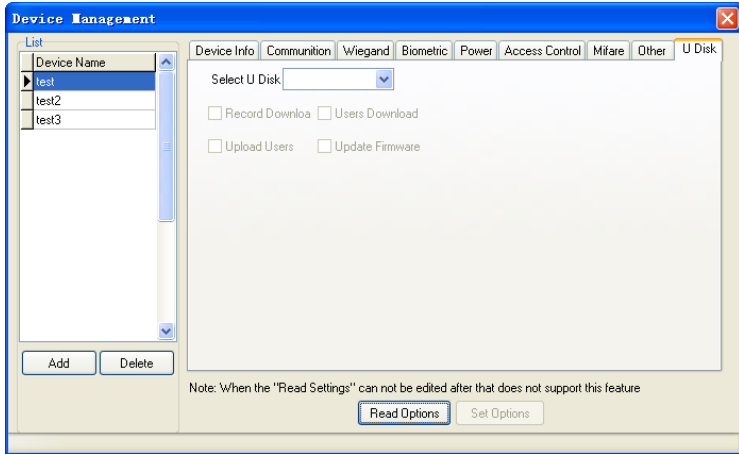 Device Management
List
Device Name
test
test2
test3
Add Delete
Device Info Communition Wiegand Biometric Power Access Control Mifare Other U Disk
Select U Disk
Record Downloa Users Download
Upload Users Update Firmware
Note: When the "Read Settings" can not be edited after that does not support this feature
Read Options Set Options